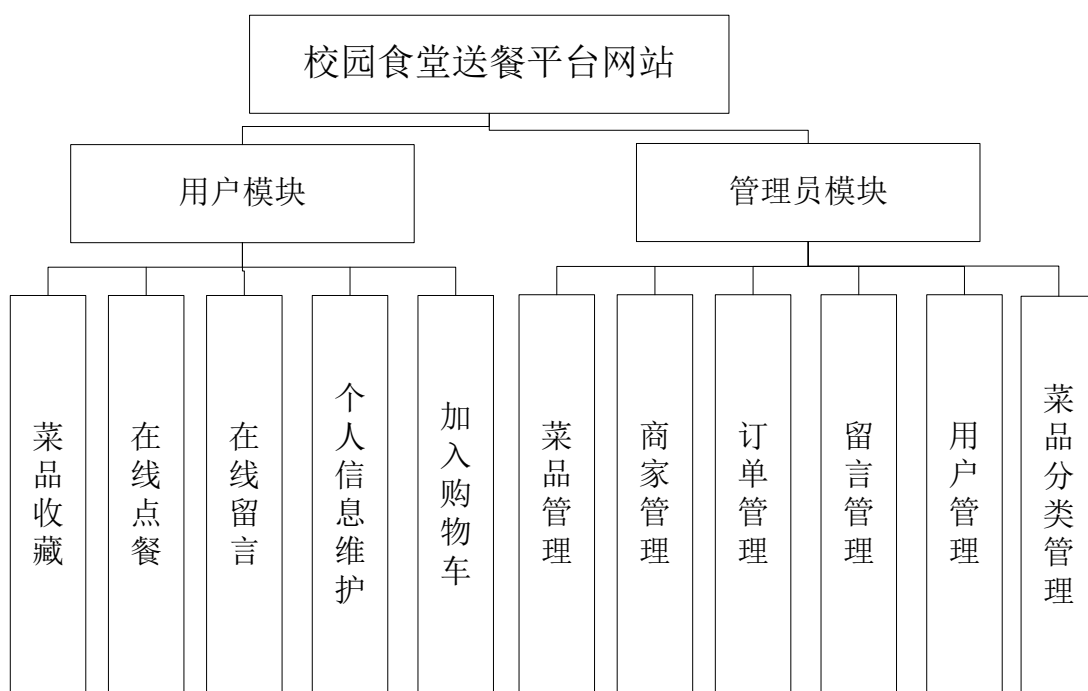 校园食堂送餐平台网站
用户模块
管理员模块
菜品收藏
在线点餐
在线留言
个人信息维护
加入购物车
菜品管理
商家管理
订单管理
留言管理
用户管理
菜品分类管理